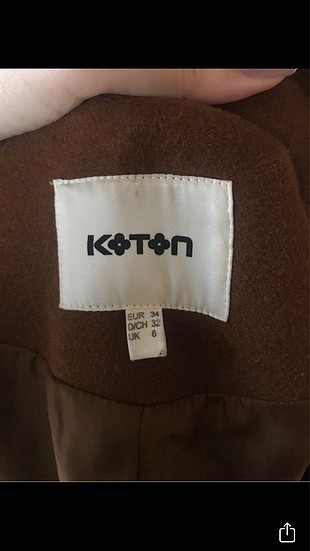 KOTON
EUR 34
D/CH 32
UK 6